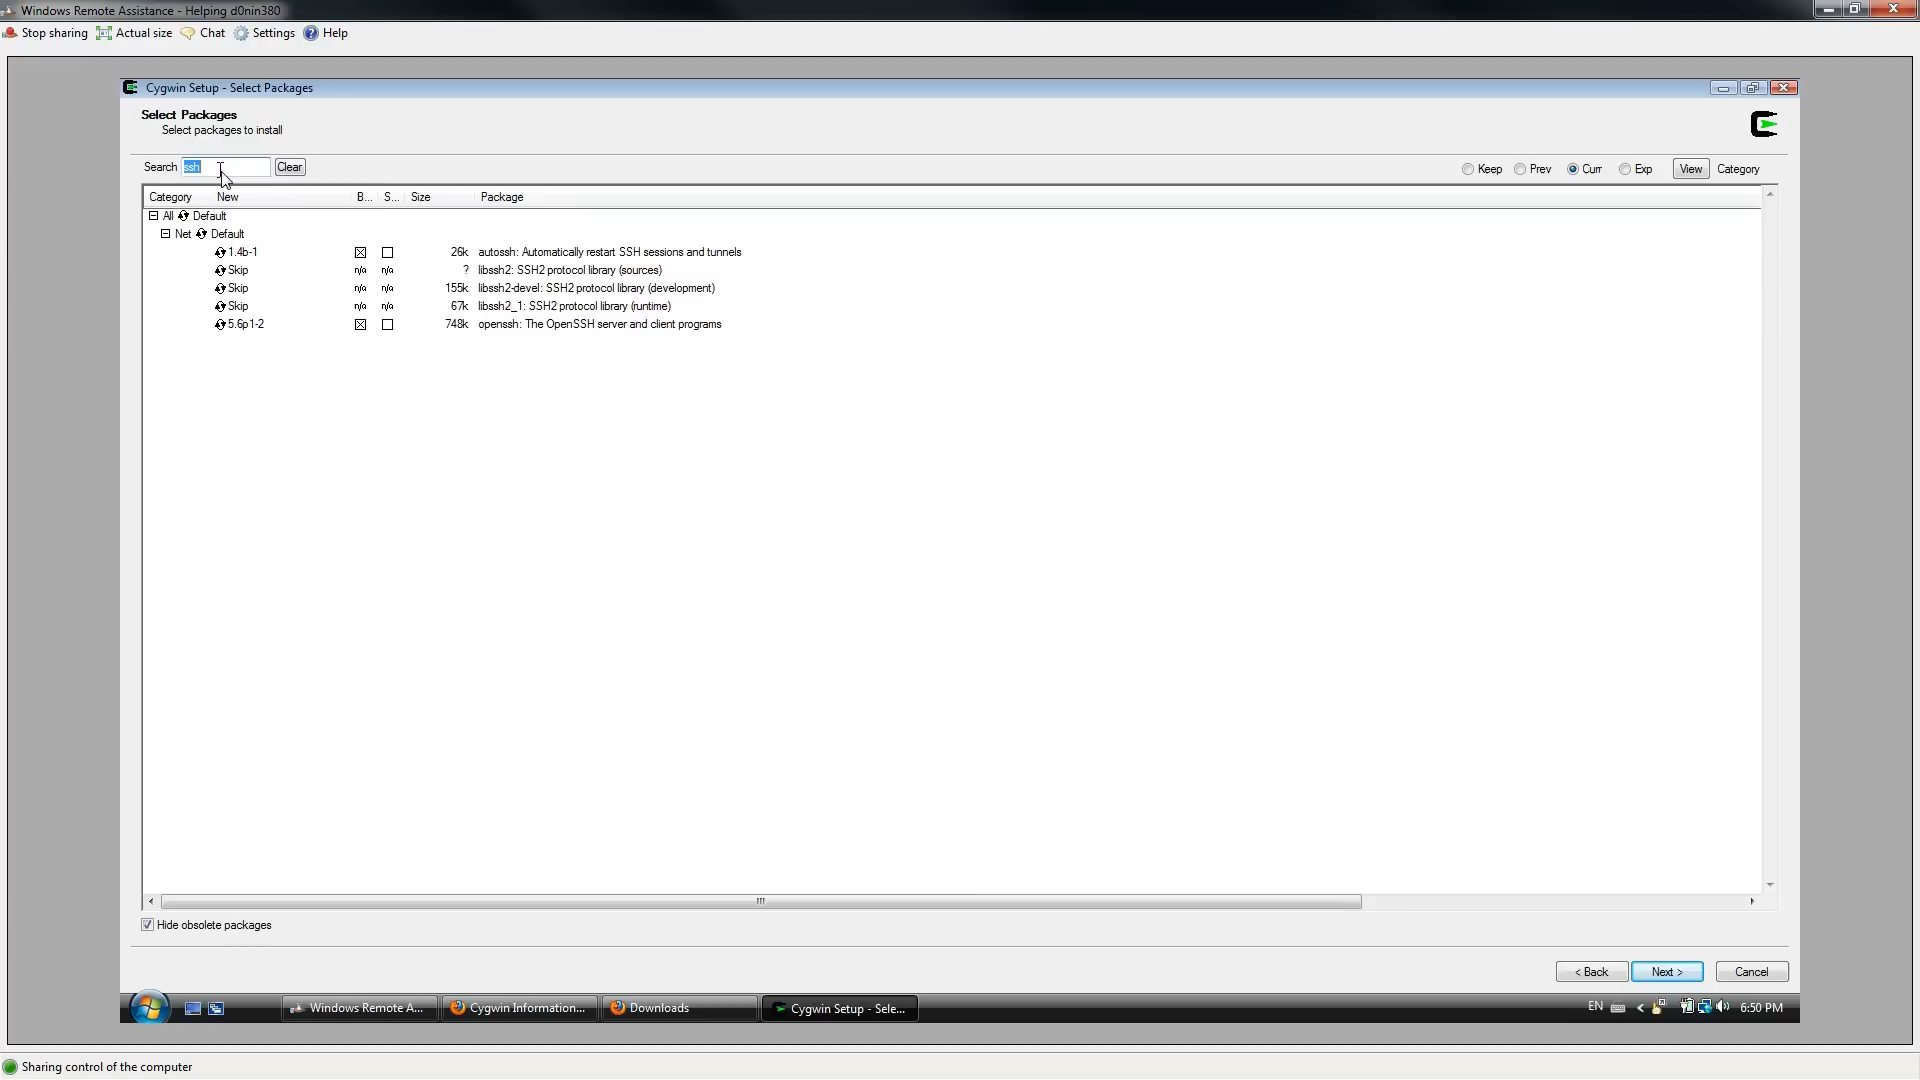 Windows Remote Assistance - Helping d0nin380
Stop sharing Actual size Chat Settings Help
Cygwin Setup - Select Packages
Select Packages
Select packages to install
Search ssh Clear Keep Prev Curr Exp View Category
Category New B... S... Size Package
All Default
Net Default
1.4b-1 26k autossh: Automatically restart SSH sessions and tunnels
Skip n/a n/a ? libssh2: SSH2 protocol library (sources)
Skip n/a n/a 155k libssh2-devel: SSH2 protocol library (development)
Skip n/a n/a 67k libssh2_1: SSH2 protocol library (runtime)
5.6p1-2 748k openssh: The OpenSSH server and client programs
Hide obsolete packages
< Back Next > Cancel
Windows Remote A... Cygwin Information... Downloads Cygwin Setup - Sele... EN 6:50 PM
Sharing control of the computer